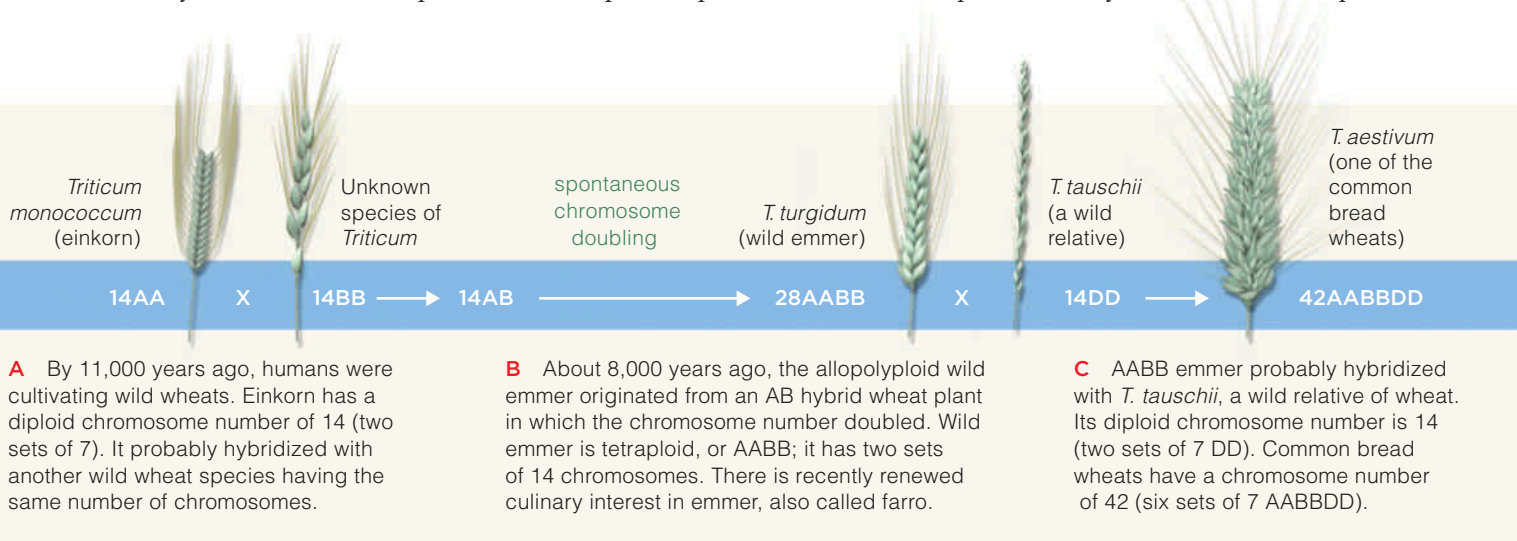 Triticum
monococcum
(einkorn)
Unknown
species of
Triticum
spontaneous
chromosome
doubling
T. turgidum
(wild emmer)
T. tauschii
(a wild
relative)
T. aestivum
(one of the
common
bread
wheats)
14AA X 14BB → 14AB → 28AABB X 14DD → 42AABBDD
A By 11,000 years ago, humans were
cultivating wild wheats. Einkorn has a
diploid chromosome number of 14 (two
sets of 7). It probably hybridized with
another wild wheat species having the
same number of chromosomes.
B About 8,000 years ago, the allopolyploid wild
emmer originated from an AB hybrid wheat plant
in which the chromosome number doubled. Wild
emmer is tetraploid, or AABB; it has two sets
of 14 chromosomes. There is recently renewed
culinary interest in emmer, also called farro.
C AABB emmer probably hybridized
with T. tauschii, a wild relative of wheat.
Its diploid chromosome number is 14
(two sets of 7 DD). Common bread
wheats have a chromosome number
of 42 (six sets of 7 AABBDD).